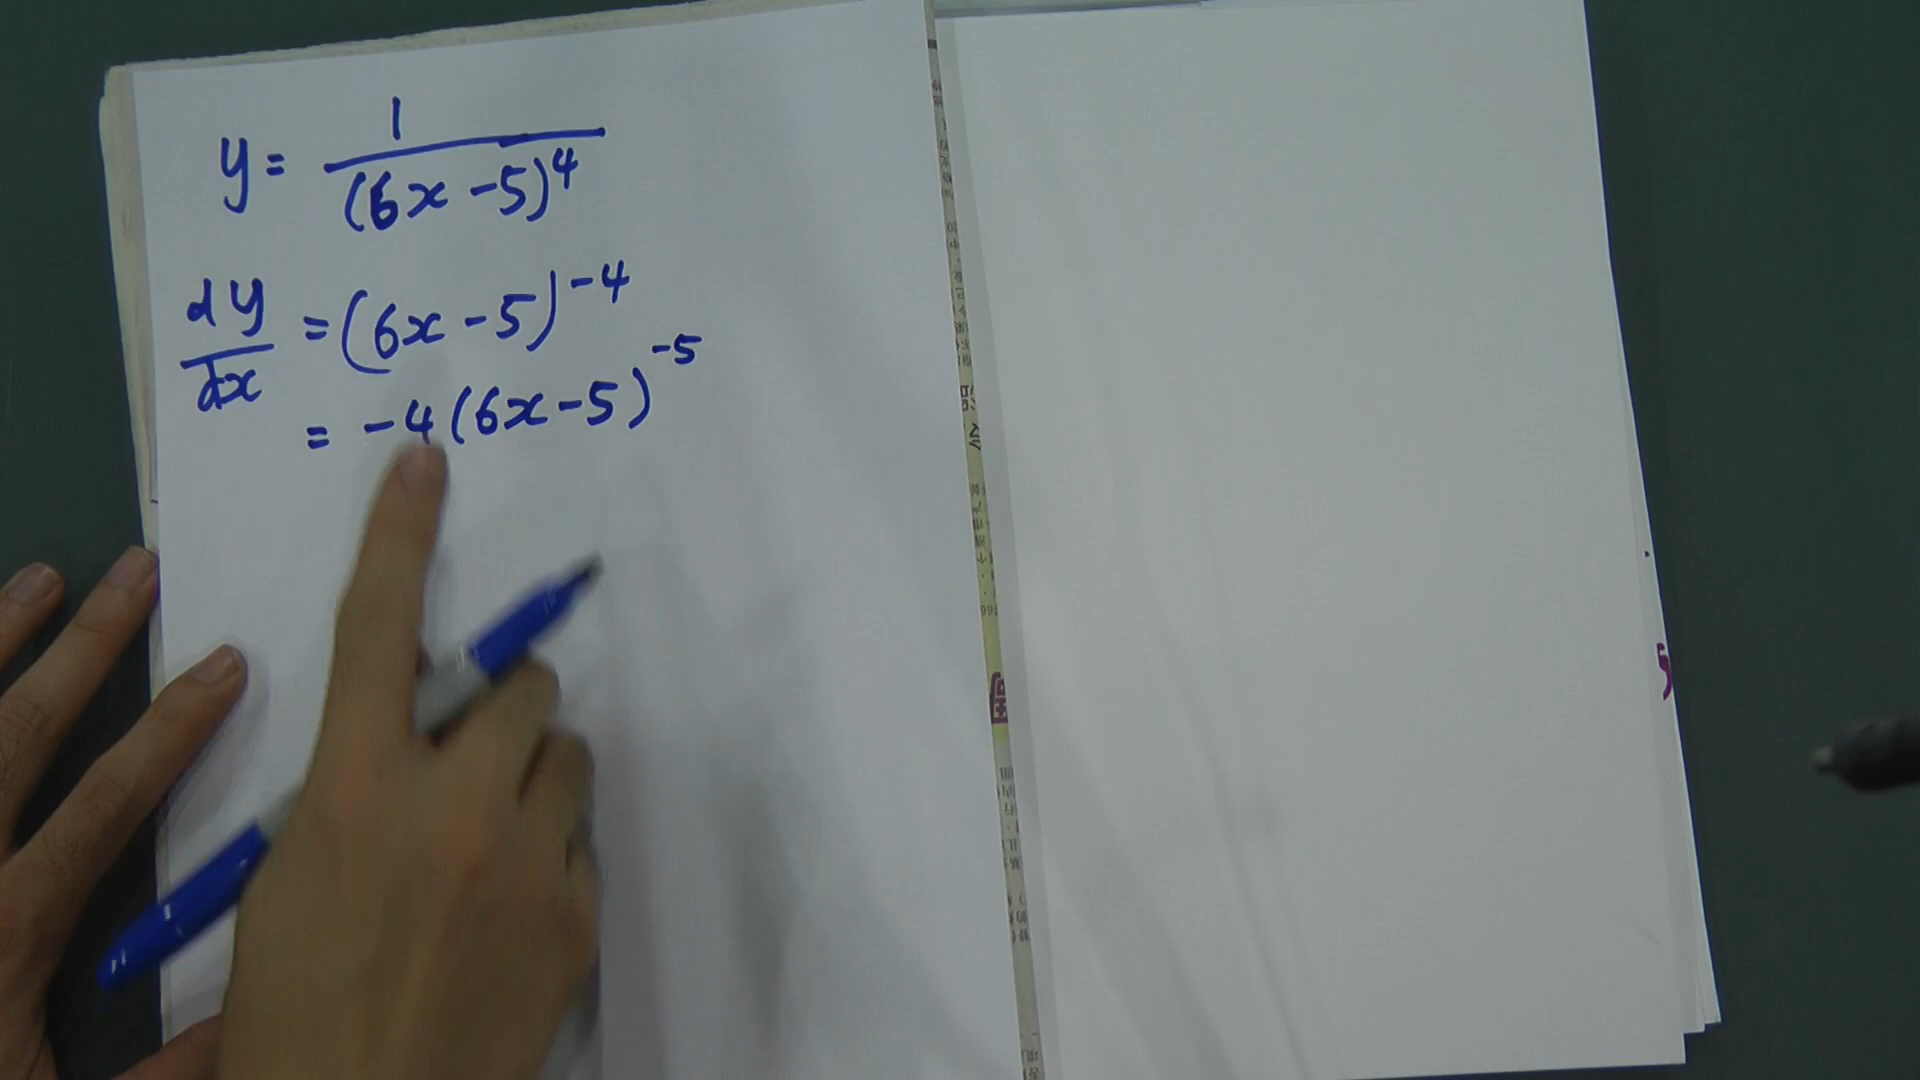 y = 1/(6x-5)^4
dy/dx = (6x-5)^-4
= -4(6x-5)^-5